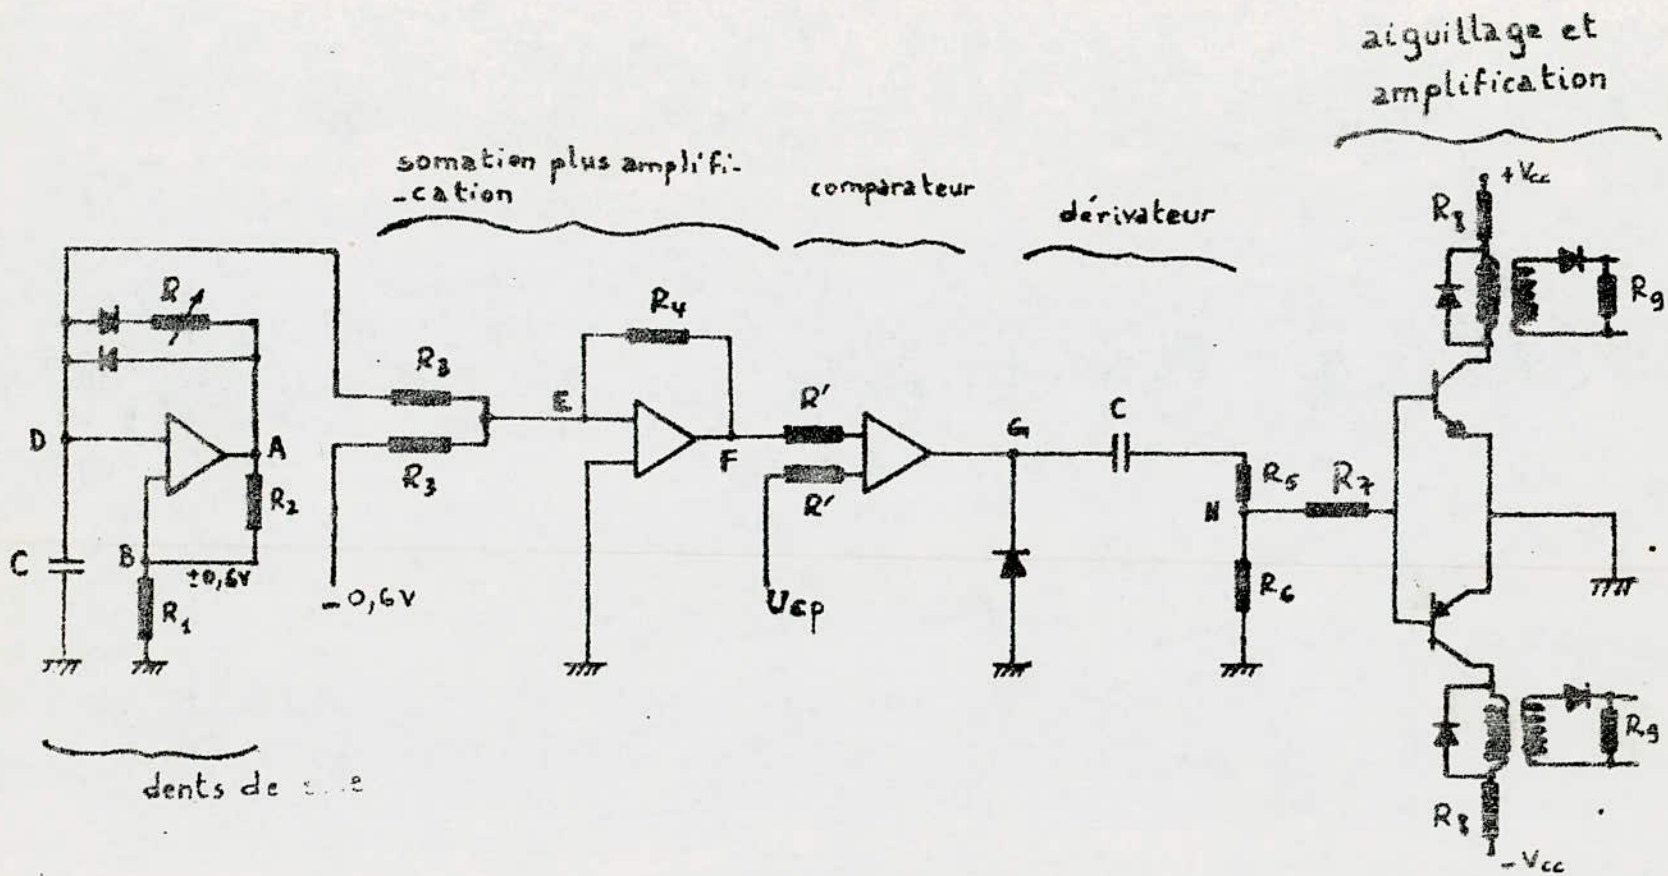 aiguillage et
amplification
somation plus amplifi-
-cation
comparateur
dérivateur
+Vcc
R8
R9
R
R4
R3
R3
E
F
R'
R'
G
C
R5
N
R7
R6
D
A
R2
B
±0,6V
C
R1
-0,6V
Uep
R9
R8
-Vcc
dents de